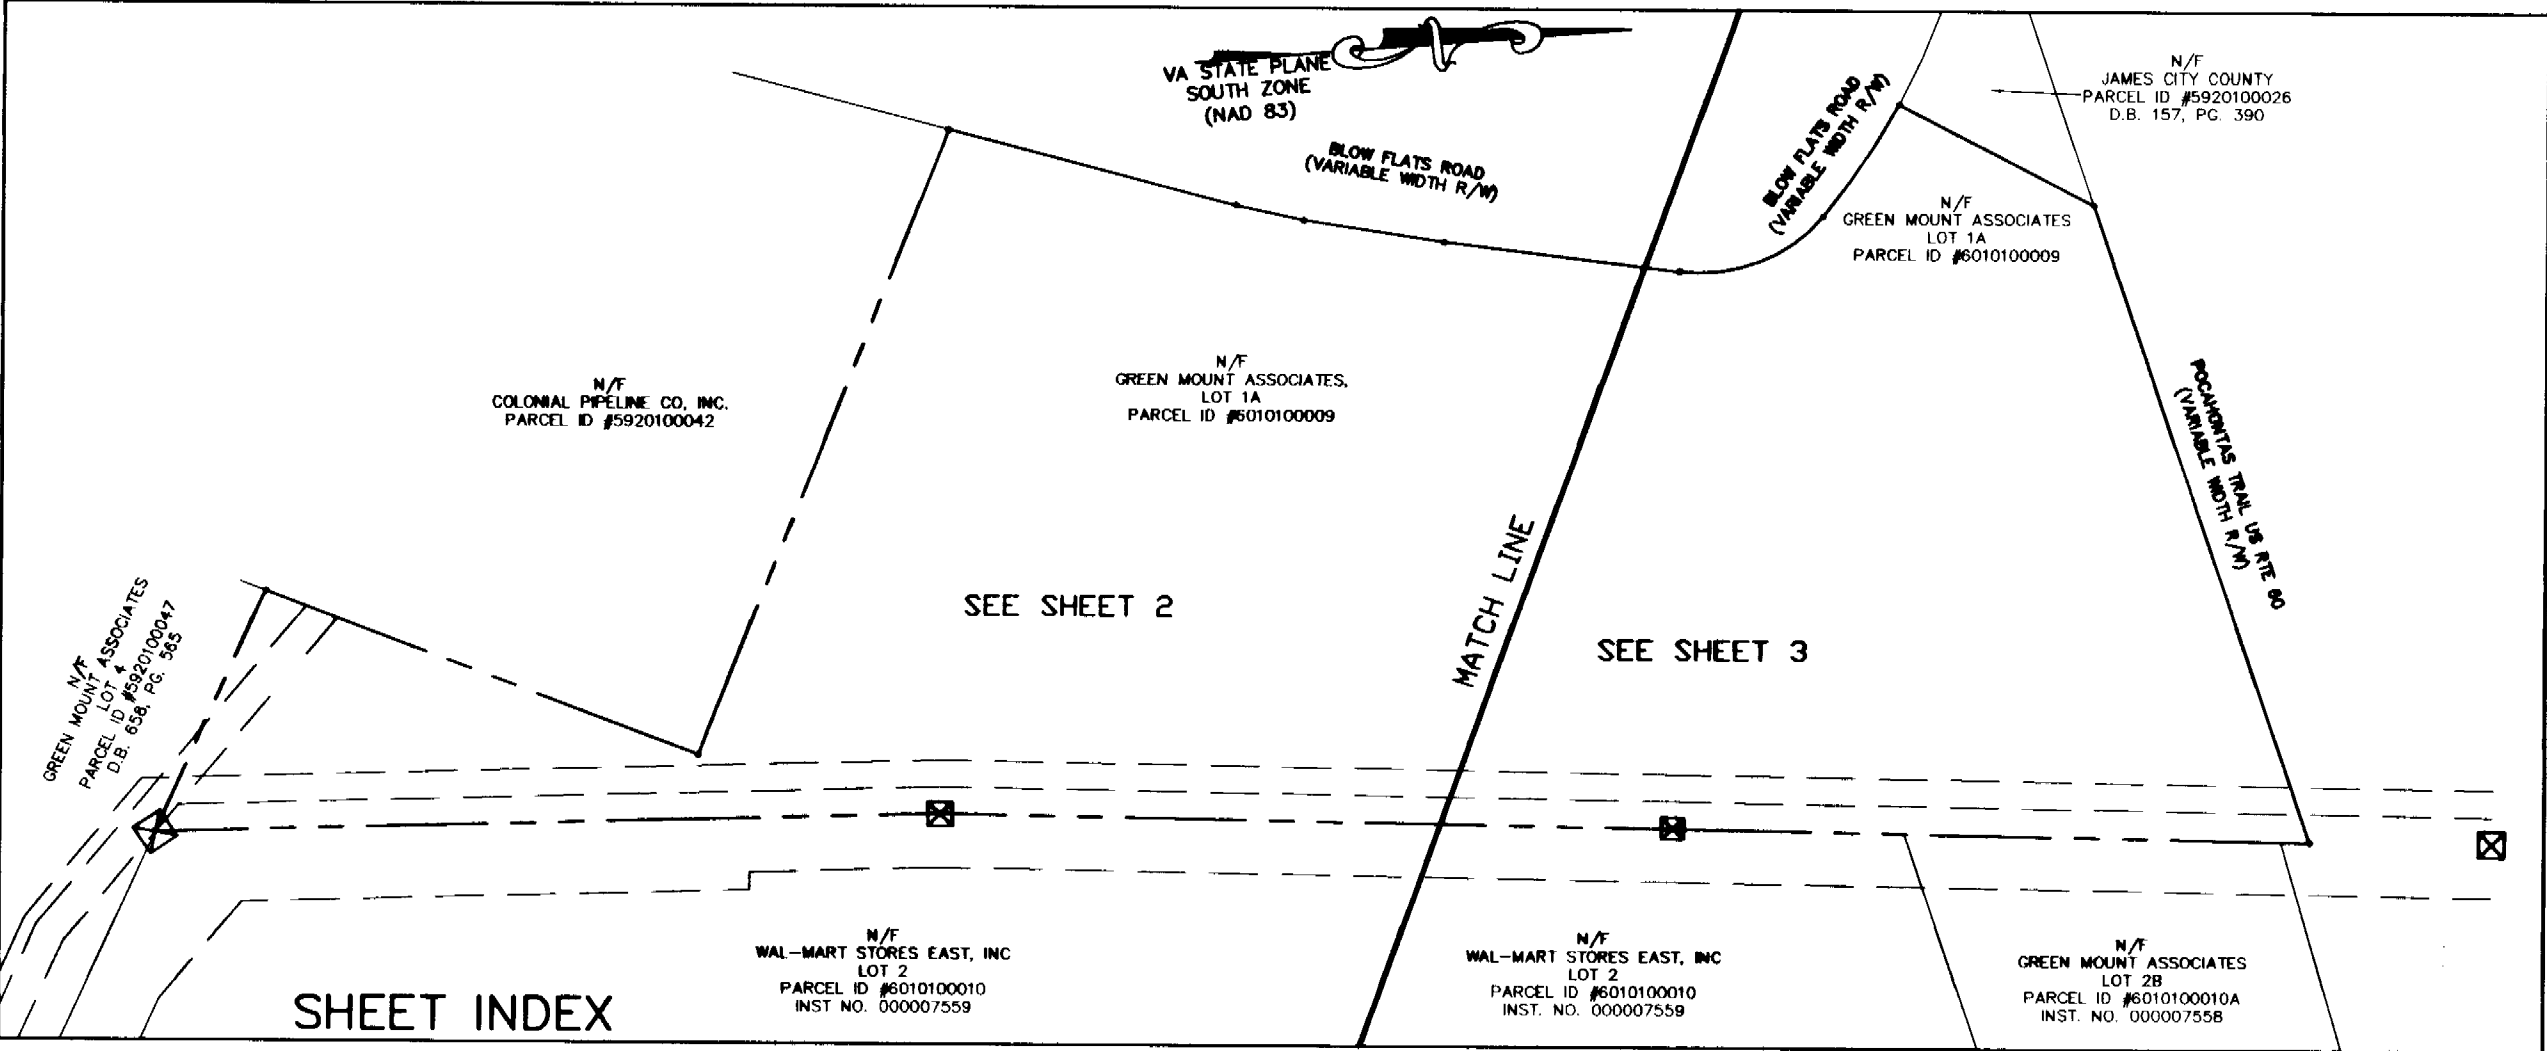 VA STATE PLANE
SOUTH ZONE
(NAD 83)
BLOW FLATS ROAD
(VARIABLE WIDTH R/W)
BLOW FLATS ROAD
(VARIABLE WIDTH R/W)
N/F
JAMES CITY COUNTY
PARCEL ID #5920100026
D.B. 157, PG. 390
N/F
GREEN MOUNT ASSOCIATES
LOT 1A
PARCEL ID #6010100009
N/F
COLONIAL PIPELINE CO, INC.
PARCEL ID #5920100042
N/F
GREEN MOUNT ASSOCIATES,
LOT 1A
PARCEL ID #6010100009
POCAHONTAS TRAIL US RTE 60
(VARIABLE WIDTH R/W)
N/F
GREEN MOUNT ASSOCIATES
LOT 4
PARCEL ID #5920100047
D.B. 658, PG. 565
SEE SHEET 2
MATCH LINE
SEE SHEET 3
N/F
WAL-MART STORES EAST, INC
LOT 2
PARCEL ID #6010100010
INST NO. 000007559
N/F
WAL-MART STORES EAST, INC
LOT 2
PARCEL ID #6010100010
INST. NO. 000007559
N/F
GREEN MOUNT ASSOCIATES
LOT 2B
PARCEL ID #6010100010A
INST. NO. 000007558
SHEET INDEX